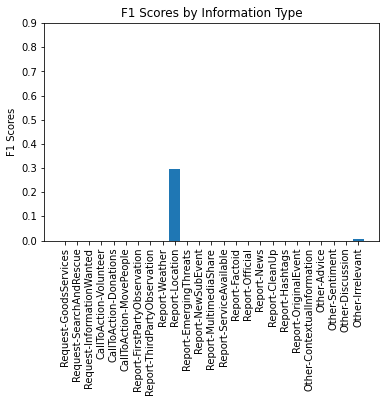 F1 Scores by Information Type
F1 Scores
0.9
0.8
0.7
0.6
0.5
0.4
0.3
0.2
0.1
0.0
Request-GoodsServices
Request-SearchAndRescue
Request-InformationWanted
CallToAction-Volunteer
CallToAction-Donations
CallToAction-MovePeople
Report-FirstPartyObservation
Report-ThirdPartyObservation
Report-Weather
Report-Location
Report-EmergingThreats
Report-NewSubEvent
Report-MultimediaShare
Report-ServiceAvailable
Report-Factoid
Report-Official
Report-News
Report-CleanUp
Report-Hashtags
Report-OriginalEvent
Other-ContextualInformation
Other-Advice
Other-Sentiment
Other-Discussion
Other-Irrelevant